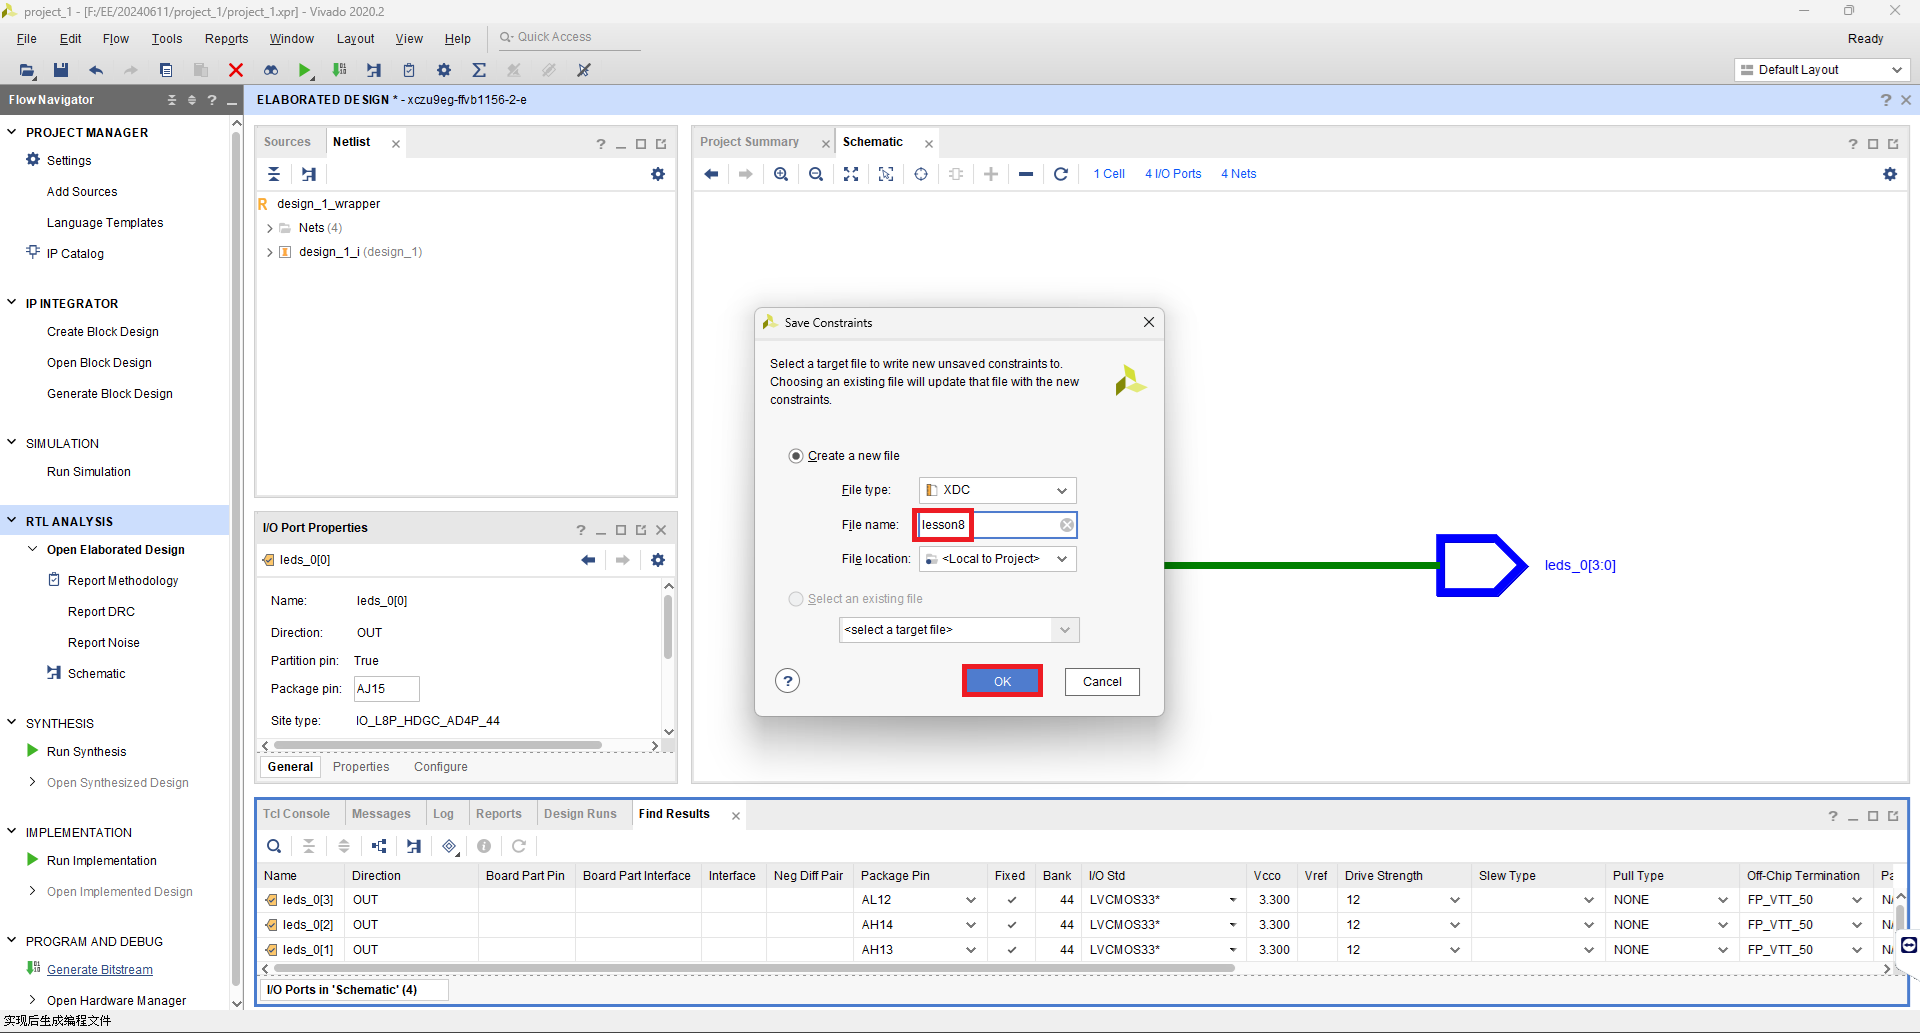 project_1 - [F:/EE/20240611/project_1/project_1.xpr] - Vivado 2020.2
File Edit Flow Tools Reports Window Layout View Help Quick Access Ready
Default Layout
Flow Navigator
ELABORATED DESIGN * - xczu9eg-ffvb1156-2-e
PROJECT MANAGER
Settings
Add Sources
Language Templates
IP Catalog
IP INTEGRATOR
Create Block Design
Open Block Design
Generate Block Design
SIMULATION
Run Simulation
RTL ANALYSIS
Open Elaborated Design
Report Methodology
Report DRC
Report Noise
Schematic
SYNTHESIS
Run Synthesis
Open Synthesized Design
IMPLEMENTATION
Run Implementation
Open Implemented Design
PROGRAM AND DEBUG
Generate Bitstream
Open Hardware Manager
实现后生成编程文件
Sources Netlist
design_1_wrapper
Nets (4)
design_1_i (design_1)
I/O Port Properties
leds_0[0]
Name: leds_0[0]
Direction: OUT
Partition pin: True
Package pin: AJ15
Site type: IO_L8P_HDGC_AD4P_44
General Properties Configure
Project Summary Schematic
1 Cell 4 I/O Ports 4 Nets
leds_0[3:0]
Save Constraints
Select a target file to write new unsaved constraints to.
Choosing an existing file will update that file with the new
constraints.
Create a new file
File type: XDC
File name: lesson8
File location: <Local to Project>
Select an existing file
<select a target file>
OK Cancel
Tcl Console Messages Log Reports Design Runs Find Results
Name Direction Board Part Pin Board Part Interface Interface Neg Diff Pair Package Pin Fixed Bank I/O Std Vcco Vref Drive Strength Slew Type Pull Type Off-Chip Termination Pa
leds_0[3] OUT AL12 44 LVCMOS33* 3.300 12 NONE FP_VTT_50
leds_0[2] OUT AH14 44 LVCMOS33* 3.300 12 NONE FP_VTT_50
leds_0[1] OUT AH13 44 LVCMOS33* 3.300 12 NONE FP_VTT_50
I/O Ports in 'Schematic' (4)